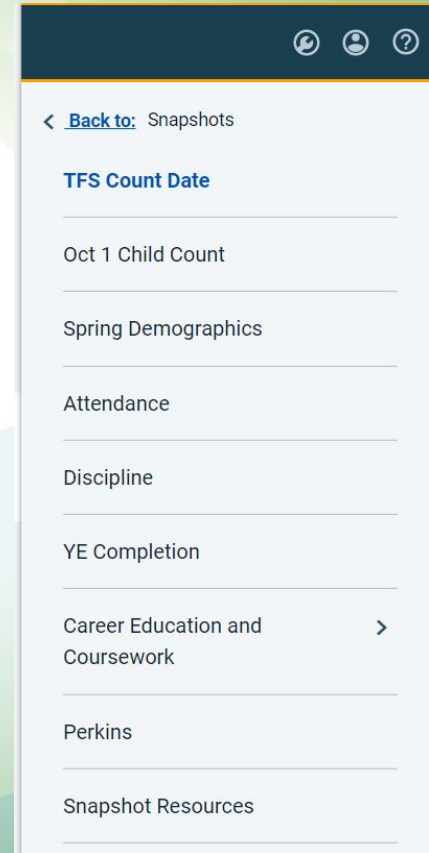 Back to: Snapshots
TFS Count Date
Oct 1 Child Count
Spring Demographics
Attendance
Discipline
YE Completion
Career Education and
Coursework
Perkins
Snapshot Resources